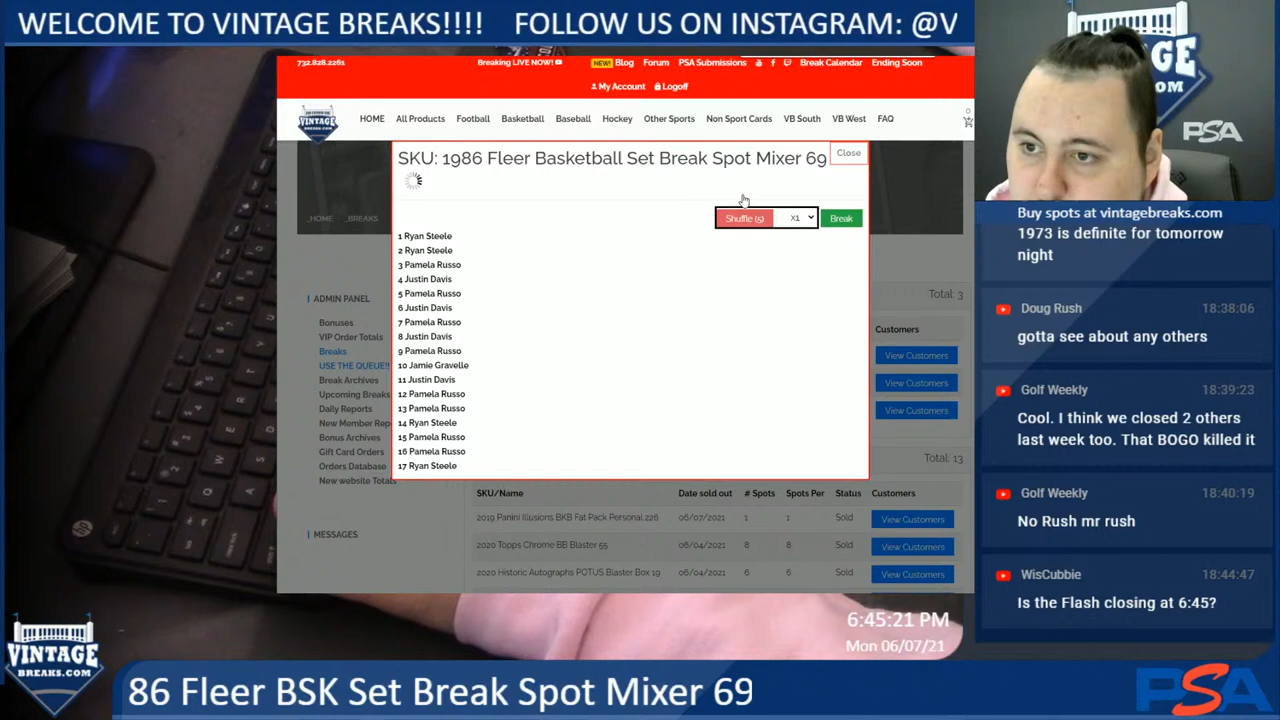 WELCOME TO VINTAGE BREAKS!!!! FOLLOW US ON INSTAGRAM: @V
732.828.2261 Breaking LIVE NOW! NEW! Blog Forum PSA Submissions Break Calendar Ending Soon
My Account Logoff
VINTAGE BREAKS.COM HOME All Products Football Basketball Baseball Hockey Other Sports Non Sport Cards VB South VB West FAQ 0
SKU: 1986 Fleer Basketball Set Break Spot Mixer 69 Close
HOME BREAKS
Shuffle (5) X1 Break
1 Ryan Steele
2 Ryan Steele
3 Pamela Russo
4 Justin Davis
5 Pamela Russo
6 Justin Davis
7 Pamela Russo
8 Justin Davis
9 Pamela Russo
10 Jamie Gravelle
11 Justin Davis
12 Pamela Russo
13 Pamela Russo
14 Ryan Steele
15 Pamela Russo
16 Pamela Russo
17 Ryan Steele
ADMIN PANEL
Bonuses
VIP Order Totals
Breaks
USE THE QUEUE!!
Break Archives
Upcoming Breaks
Daily Reports
New Member Rep
Bonus Archives
Gift Card Orders
Orders Database
New website Totals
MESSAGES
Total: 3
Customers
View Customers
View Customers
View Customers
Total: 13
SKU/Name Date sold out # Spots Spots Per Status Customers
2019 Panini Illusions BKB Fat Pack Personal 226 06/07/2021 1 1 Sold View Customers
2020 Topps Chrome BB Blaster 55 06/04/2021 8 8 Sold View Customers
2020 Historic Autographs POTUS Blaster Box 19 06/04/2021 6 6 Sold View Customers
PSA
Buy spots at vintagebreaks.com
1973 is definite for tomorrow
night
Doug Rush 18:38:06
gotta see about any others
Golf Weekly 18:39:23
Cool. I think we closed 2 others
last week too. That BOGO killed it
Golf Weekly 18:40:19
No Rush mr rush
WisCubbie 18:44:47
Is the Flash closing at 6:45?
6:45:21 PM
Mon 06/07/21
VINTAGE
BREAKS.COM
86 Fleer BSK Set Break Spot Mixer 69
PSA